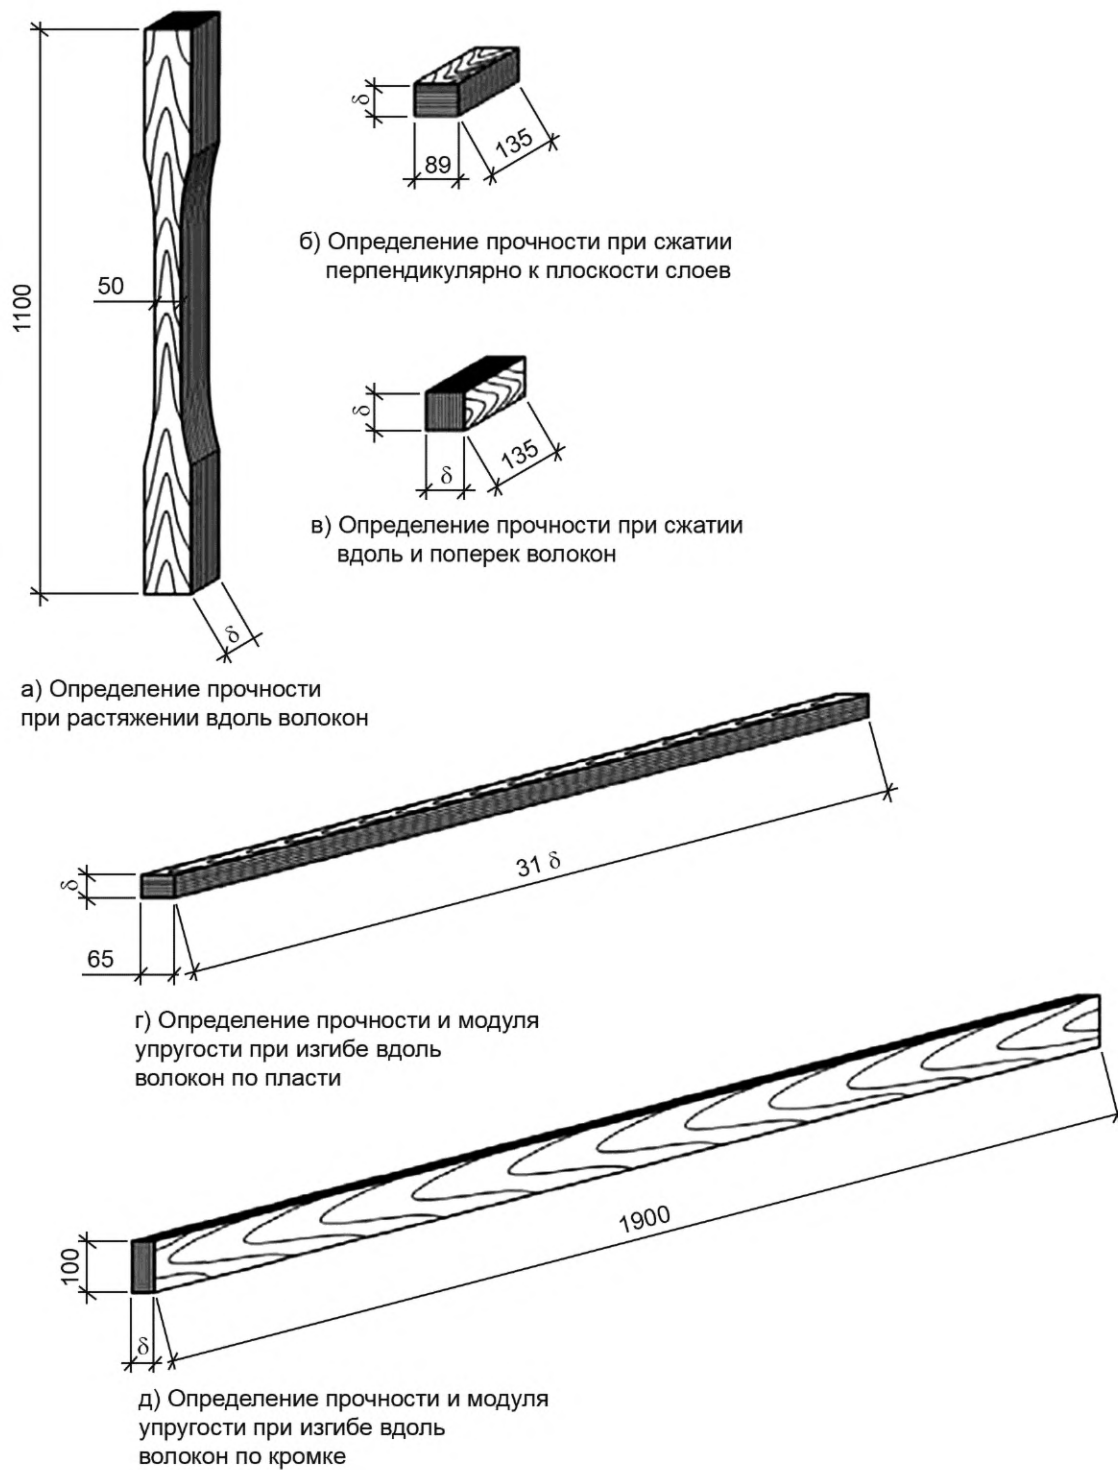 1100
50
δ
а) Определение прочности
при растяжении вдоль волокон
δ
89
135
б) Определение прочности при сжатии
перпендикулярно к плоскости слоев
δ
δ
135
в) Определение прочности при сжатии
вдоль и поперек волокон
δ
65
31 δ
г) Определение прочности и модуля
упругости при изгибе вдоль
волокон по пласти
100
δ
1900
д) Определение прочности и модуля
упругости при изгибе вдоль
волокон по кромке